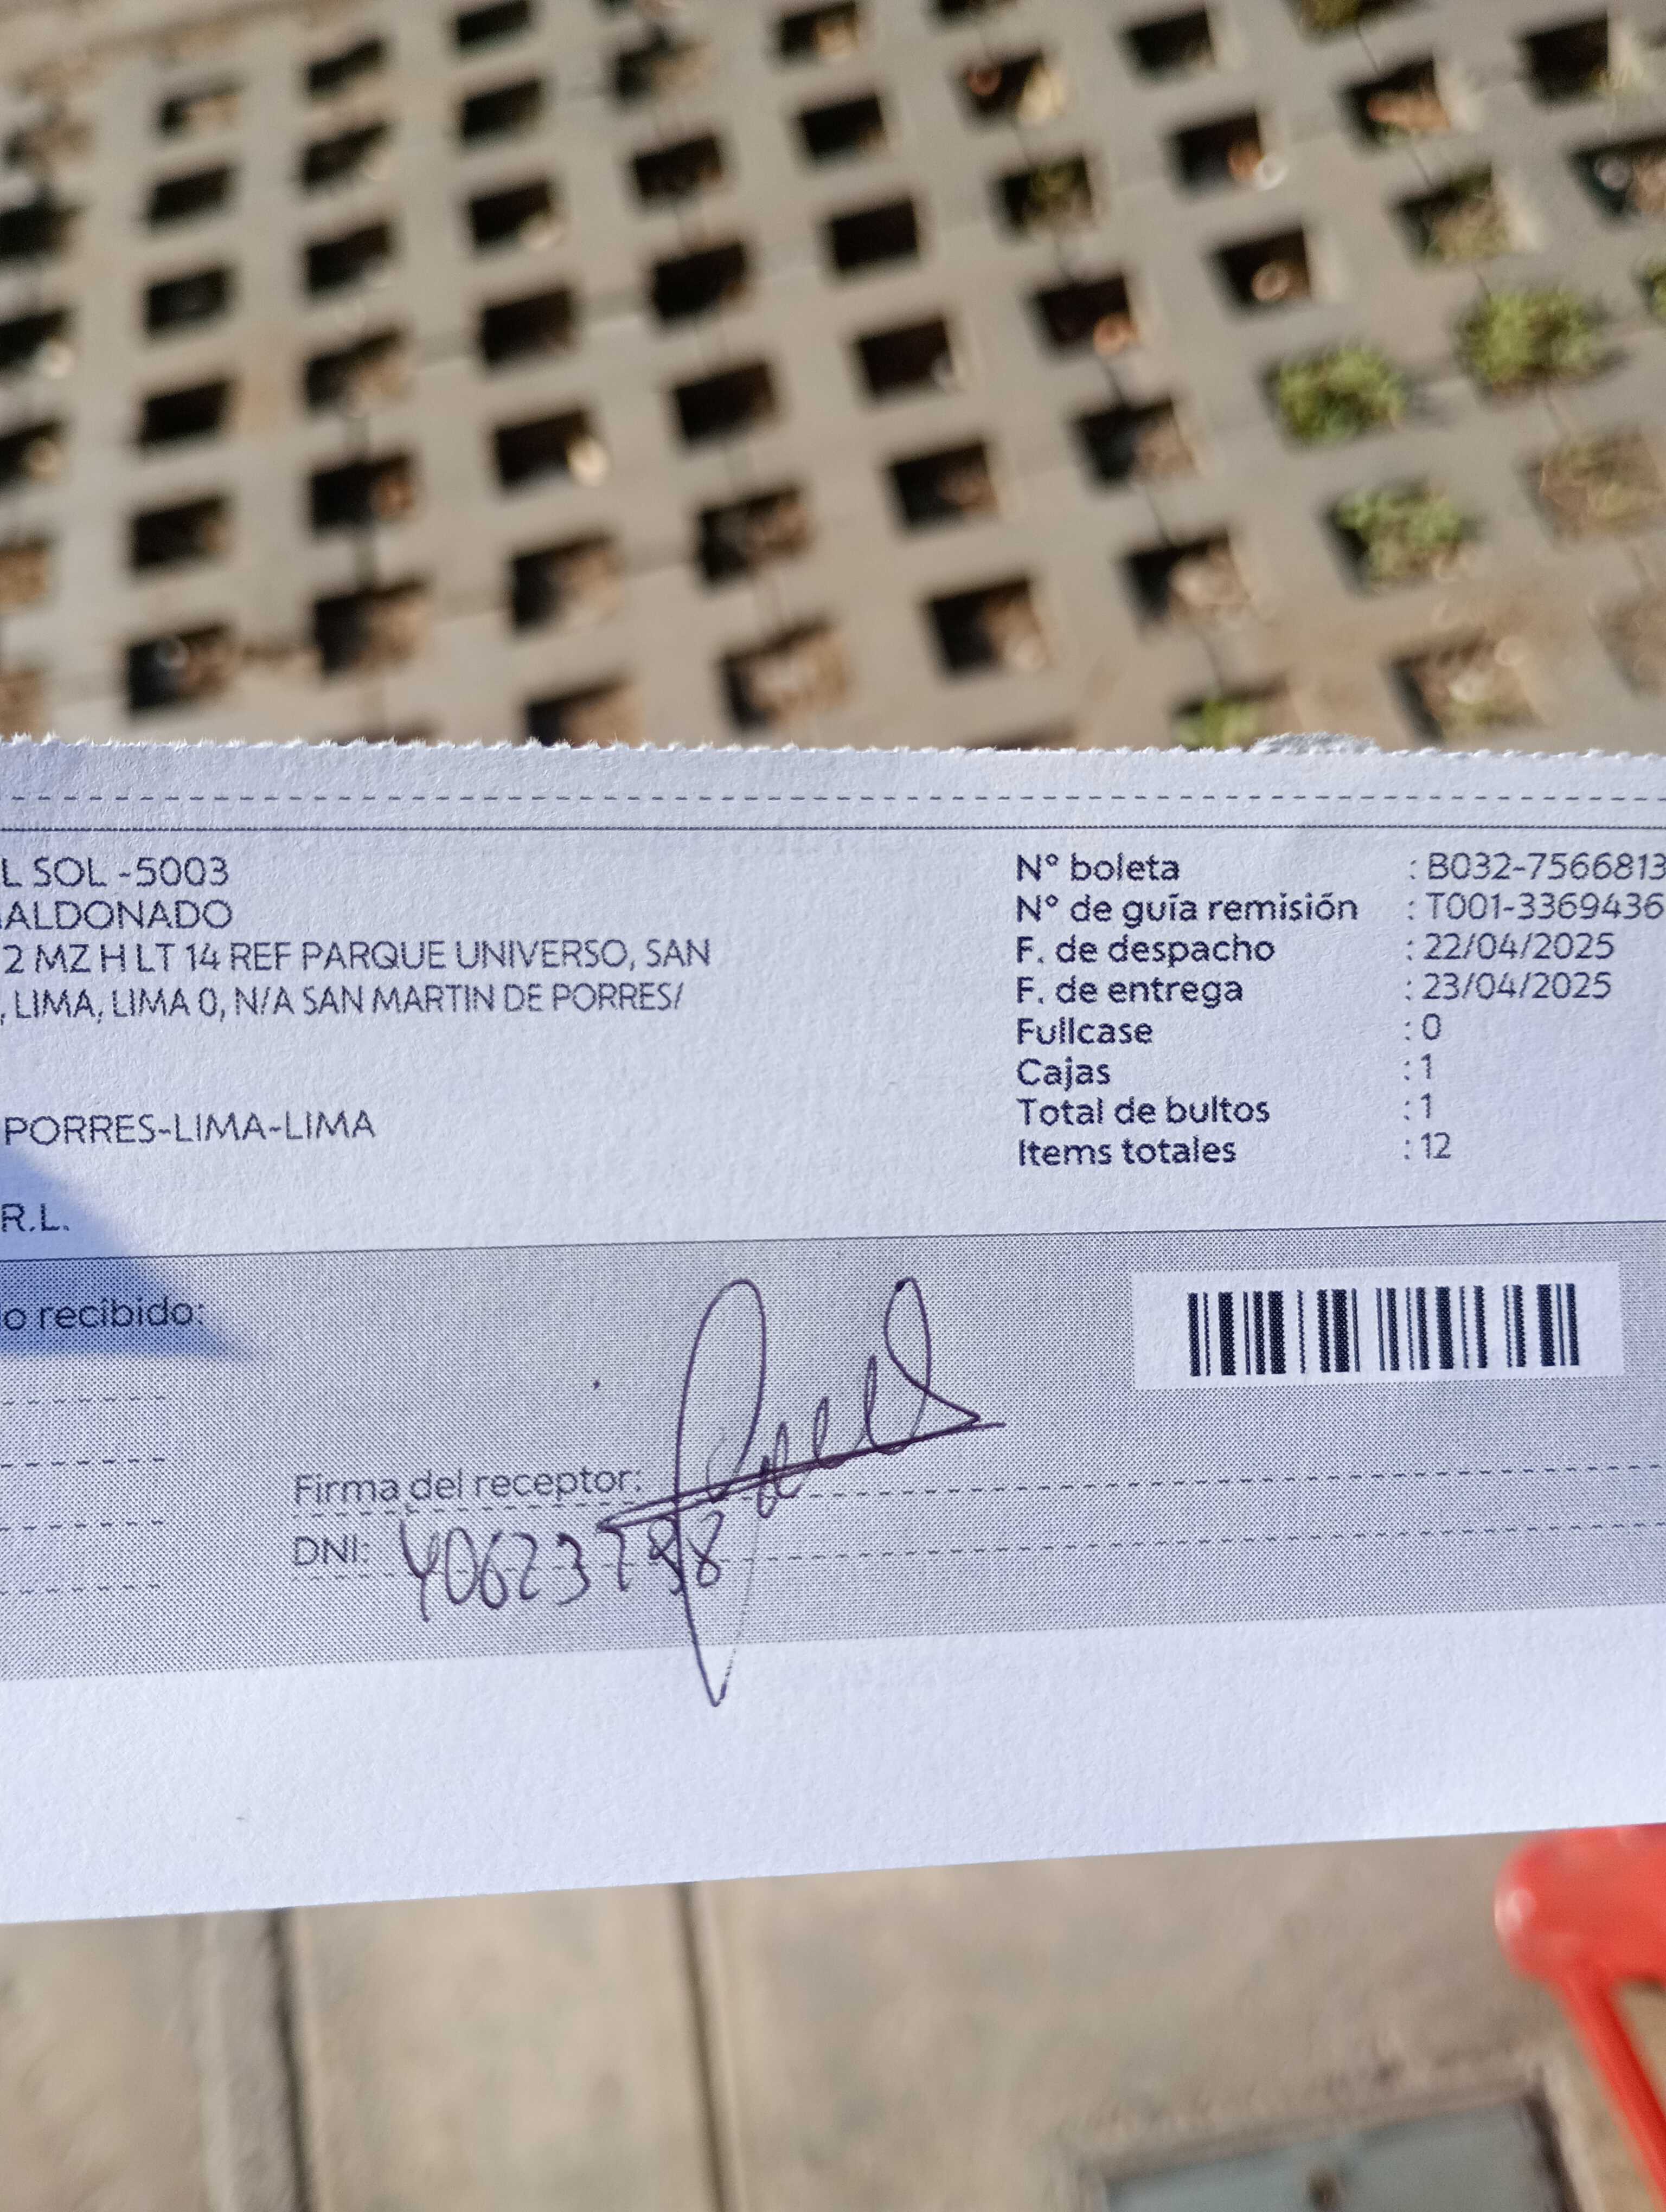 L SOL -5003
ALDONADO
2 MZ H LT 14 REF PARQUE UNIVERSO, SAN
, LIMA, LIMA 0, N/A SAN MARTIN DE PORRES/
PORRES-LIMA-LIMA
R.L.
N° boleta : B032-7566813
N° de guía remisión : T001-3369436
F. de despacho : 22/04/2025
F. de entrega : 23/04/2025
Fullcase : 0
Cajas : 1
Total de bultos : 1
Items totales : 12
o recibido:
Firma del receptor:
DNI: